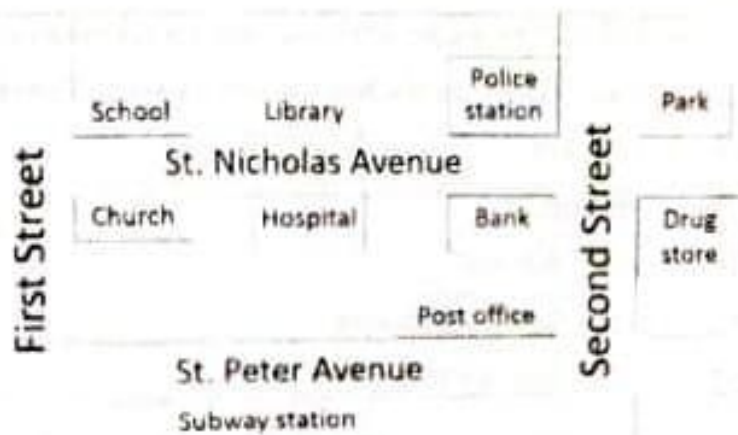 Police
station
Park
School
Library
St. Nicholas Avenue
First Street
Second Street
Church
Hospital
Bank
Drug
store
Post office
St. Peter Avenue
Subway station